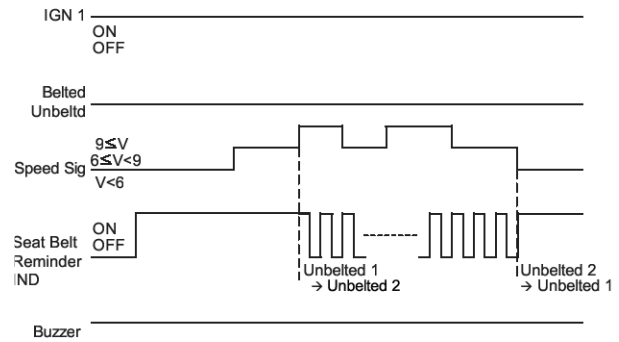 IGN 1
ON
OFF
Belted
Unbeltd
9≤V
6≤V<9
Speed Sig
V<6
ON
OFF
Seat Belt
Reminder
IND
Unbelted 1
→ Unbelted 2
Unbelted 2
→ Unbelted 1
Buzzer